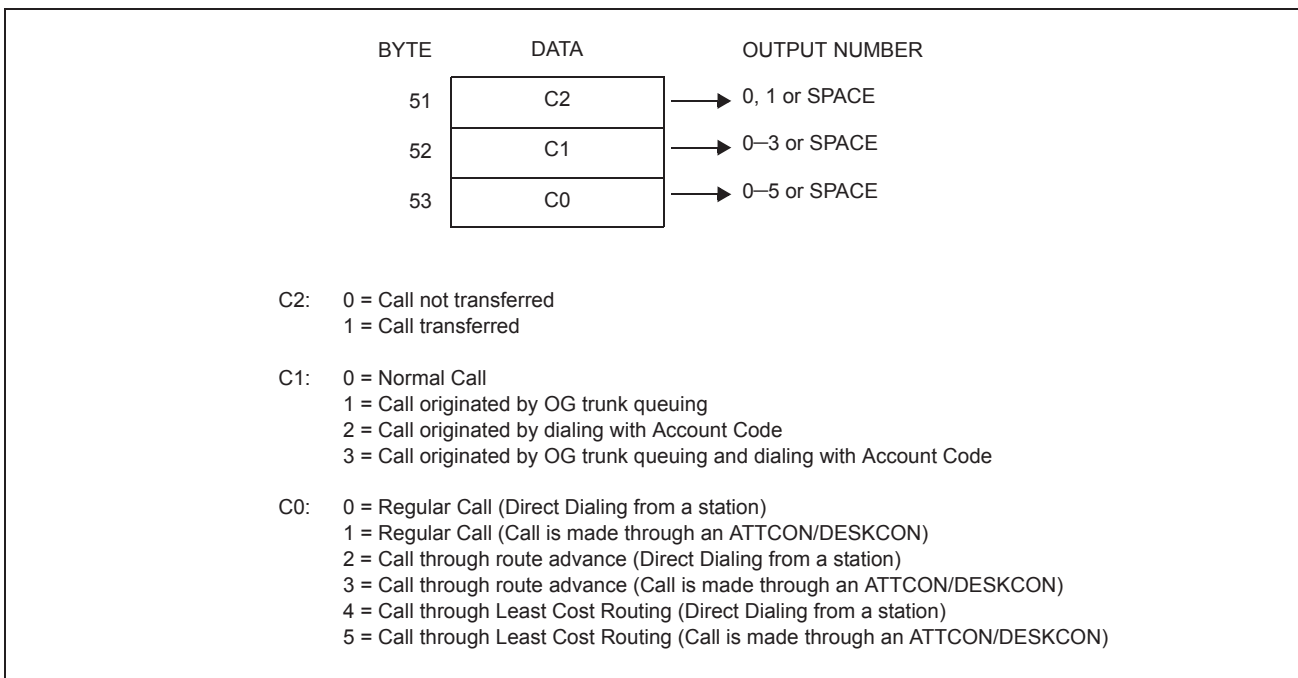 BYTE DATA OUTPUT NUMBER
51 C2 0, 1 or SPACE
52 C1 0—3 or SPACE
53 C0 0—5 or SPACE
C2: 0 = Call not transferred
1 = Call transferred
C1: 0 = Normal Call
1 = Call originated by OG trunk queuing
2 = Call originated by dialing with Account Code
3 = Call originated by OG trunk queuing and dialing with Account Code
C0: 0 = Regular Call (Direct Dialing from a station)
1 = Regular Call (Call is made through an ATTCON/DESKCON)
2 = Call through route advance (Direct Dialing from a station)
3 = Call through route advance (Call is made through an ATTCON/DESKCON)
4 = Call through Least Cost Routing (Direct Dialing from a station)
5 = Call through Least Cost Routing (Call is made through an ATTCON/DESKCON)